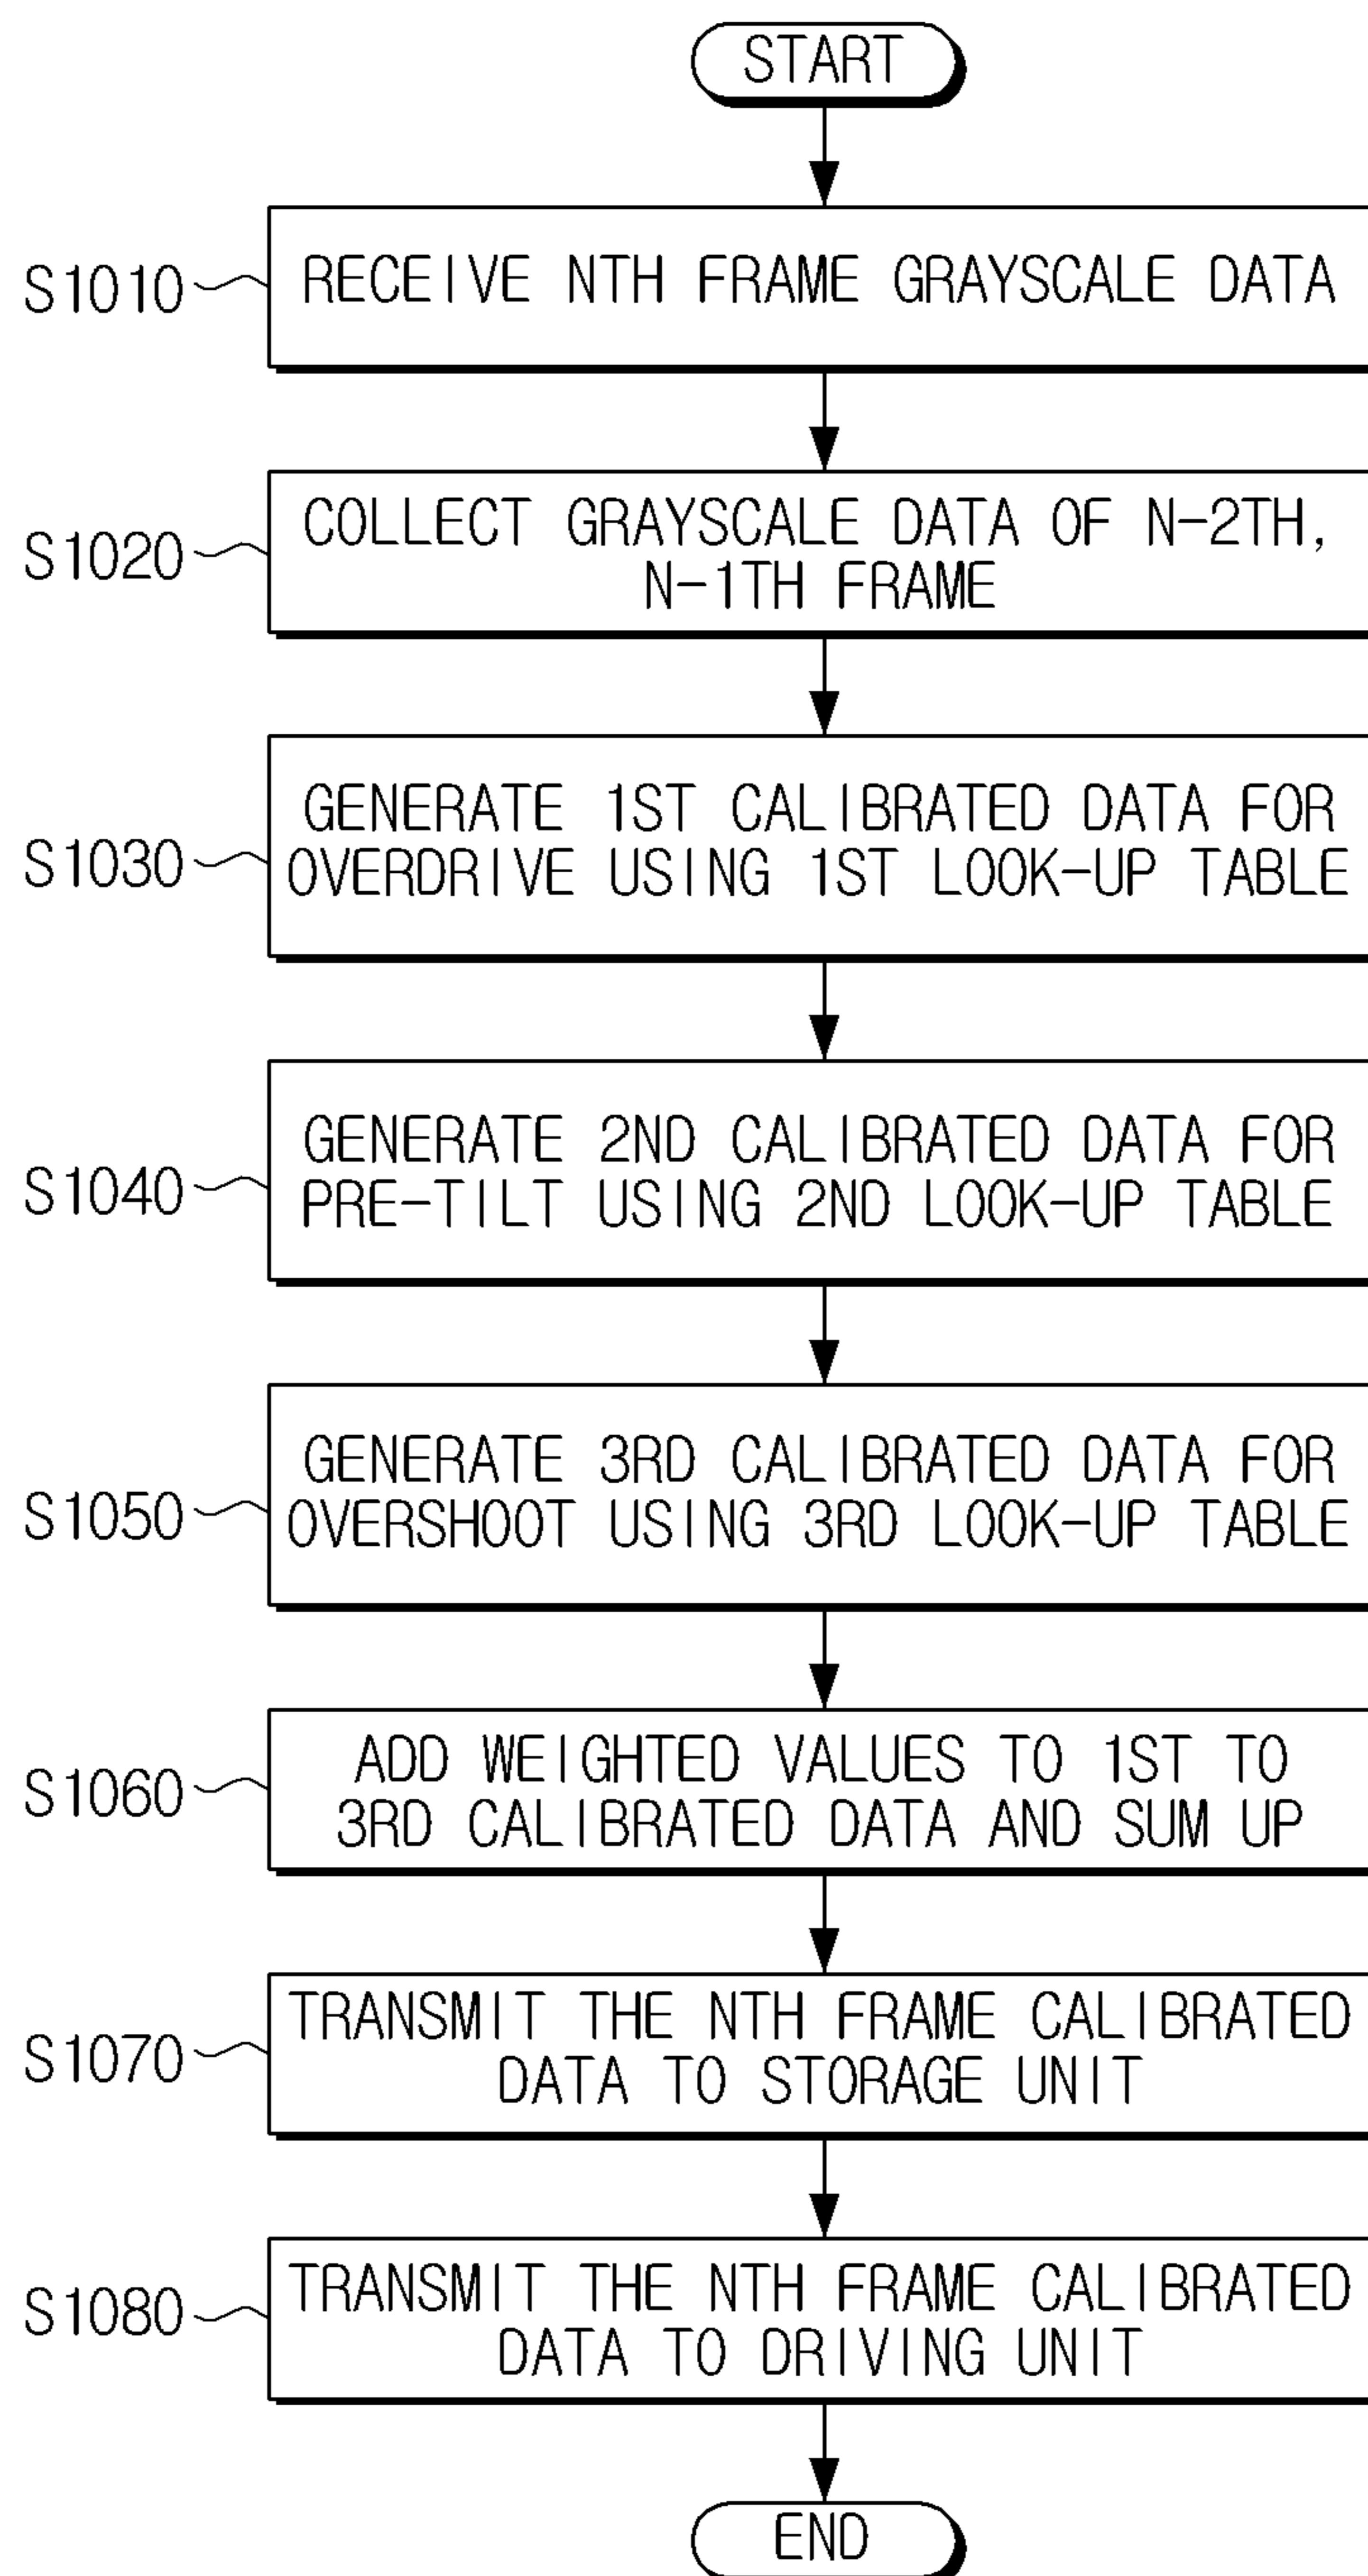 START
S1010
RECEIVE NTH FRAME GRAYSCALE DATA
S1020
COLLECT GRAYSCALE DATA OF N-2TH,
N-1TH FRAME
S1030
GENERATE 1ST CALIBRATED DATA FOR
OVERDRIVE USING 1ST LOOK-UP TABLE
S1040
GENERATE 2ND CALIBRATED DATA FOR
PRE-TILT USING 2ND LOOK-UP TABLE
S1050
GENERATE 3RD CALIBRATED DATA FOR
OVERSHOOT USING 3RD LOOK-UP TABLE
S1060
ADD WEIGHTED VALUES TO 1ST TO
3RD CALIBRATED DATA AND SUM UP
S1070
TRANSMIT THE NTH FRAME CALIBRATED
DATA TO STORAGE UNIT
S1080
TRANSMIT THE NTH FRAME CALIBRATED
DATA TO DRIVING UNIT
END